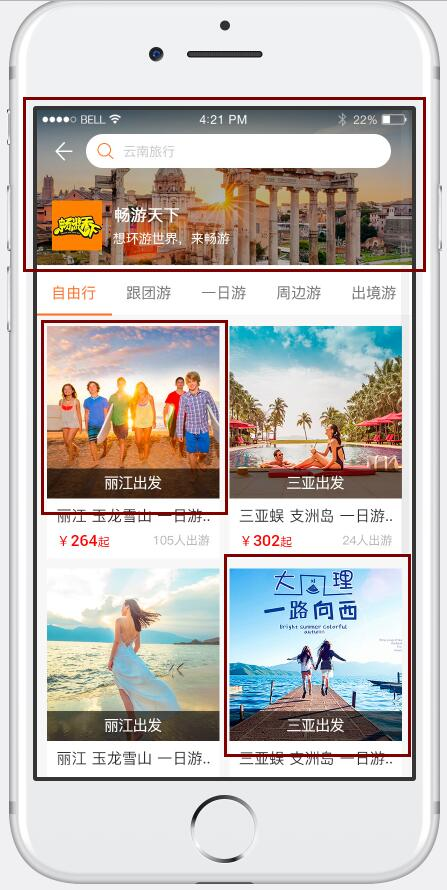 BELL 4:21 PM 22%
云南旅行
畅游天下
畅游天下
想环游世界，来畅游
自由行 跟团游 一日游 周边游 出境游
丽江出发
三亚出发
丽江 玉龙雪山 一日游..
三亚蜈 支洲岛 一日游..
¥264起 105人出游
¥302起 24人出游
大理
一路向西
Bright summer colorful
autumn
丽江出发
三亚出发
丽江 玉龙雪山 一日游..
三亚蜈 支洲岛 一日游..